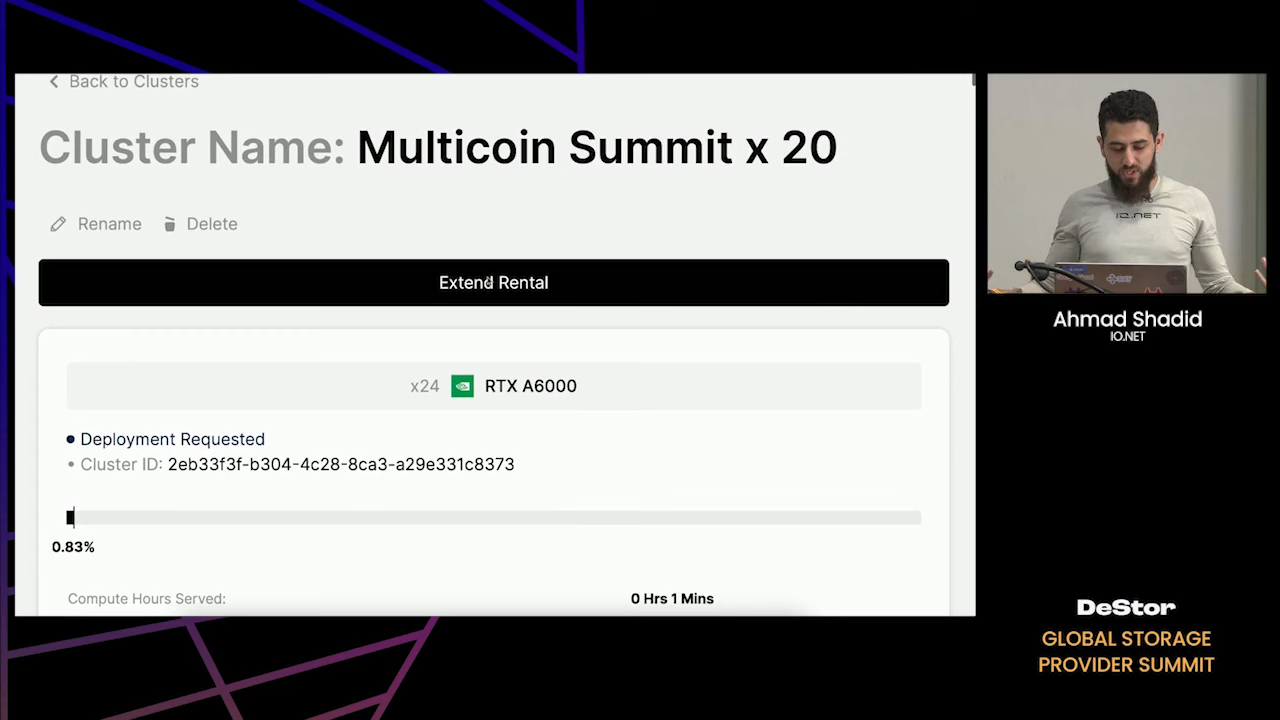 Back to Clusters
Cluster Name: Multicoin Summit x 20
Rename Delete
Extend Rental
x24 RTX A6000
Deployment Requested
Cluster ID: 2eb33f3f-b304-4c28-8ca3-a29e331c8373
0.83%
Compute Hours Served: 0 Hrs 1 Mins
IO.NET
Ahmad Shadid
IO.NET
DeStor
GLOBAL STORAGE
PROVIDER SUMMIT